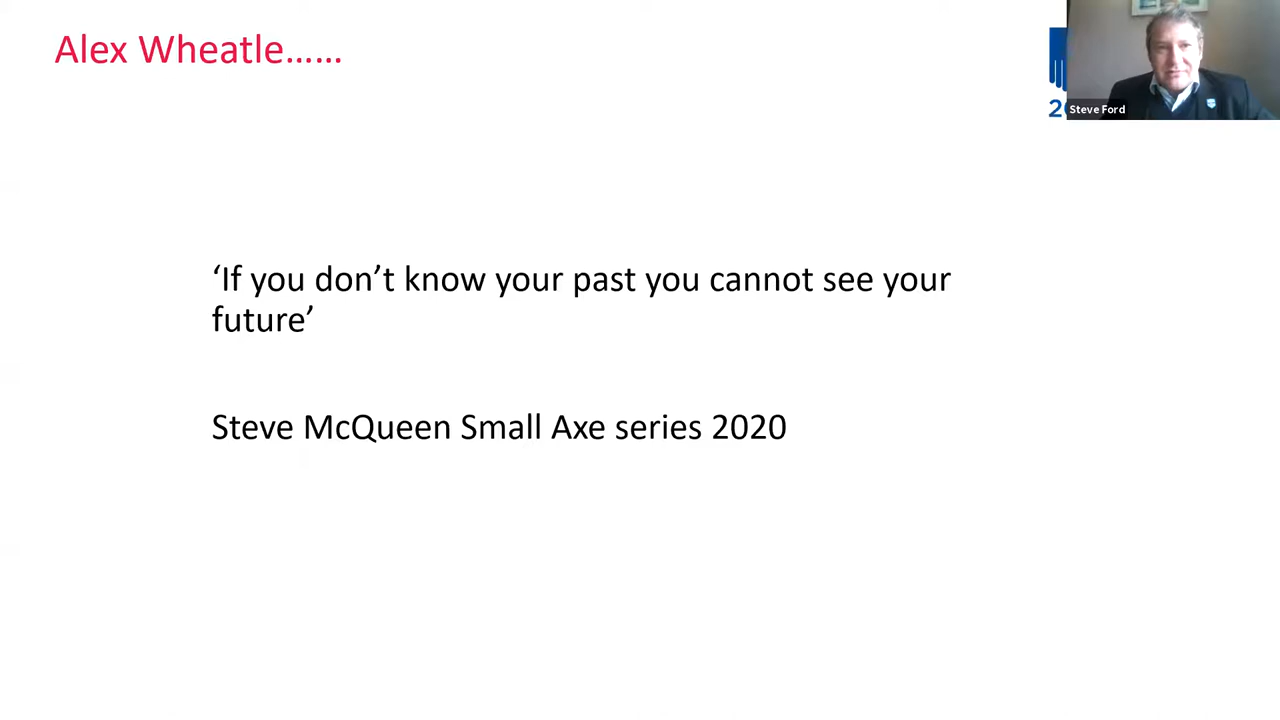 Alex Wheatle……
Steve Ford
‘If you don’t know your past you cannot see your
future’
Steve McQueen Small Axe series 2020